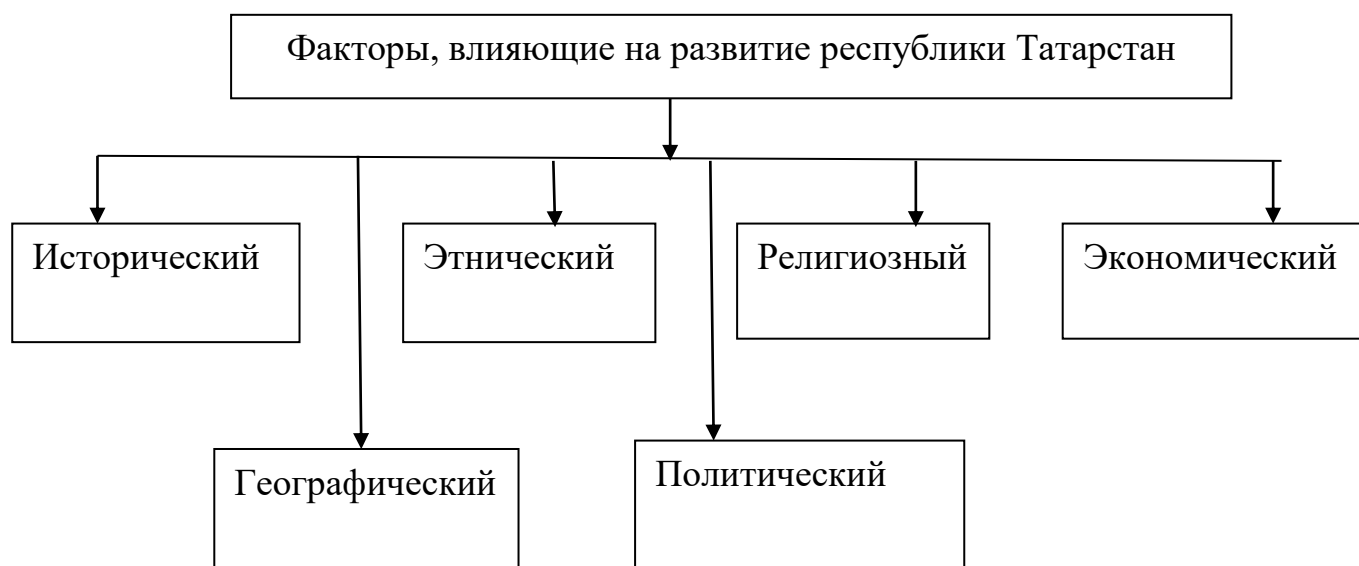 Факторы, влияющие на развитие республики Татарстан
Исторический
Этнический
Религиозный
Экономический
Географический
Политический